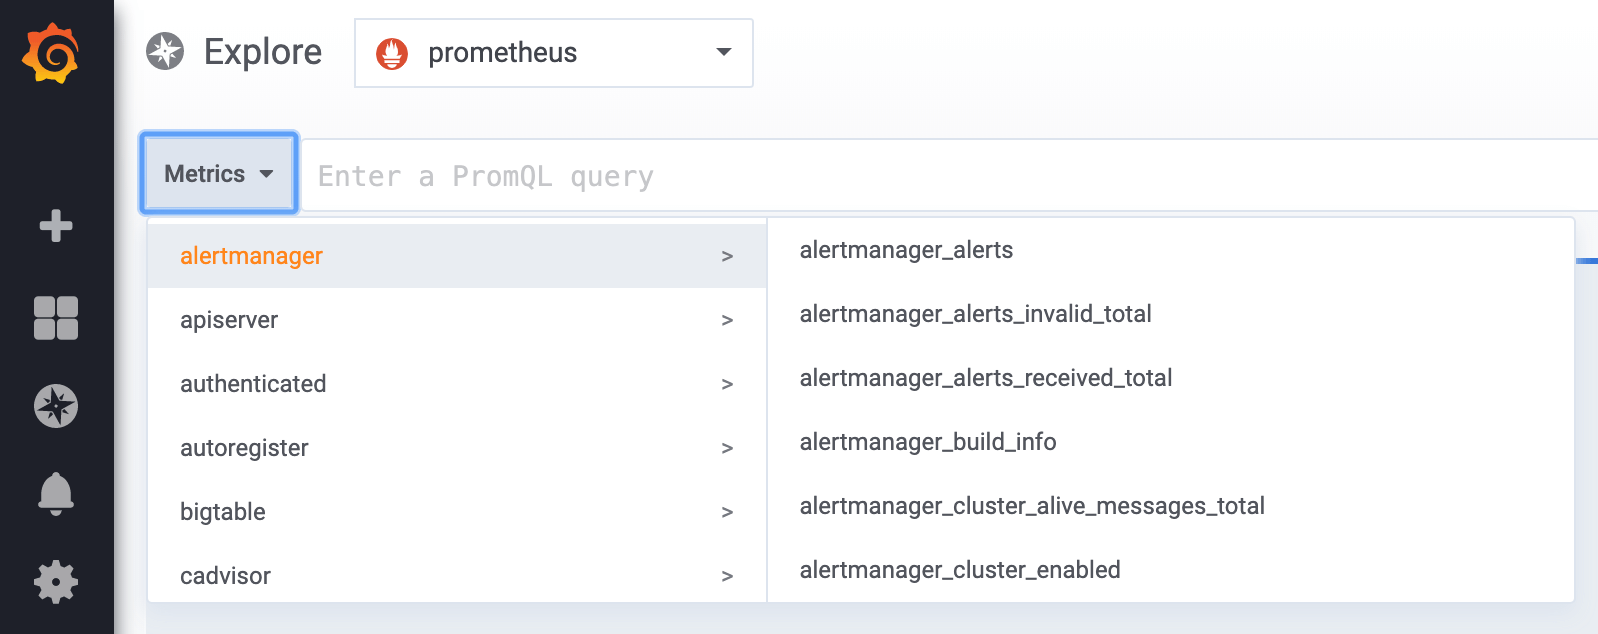 Explore
prometheus
Metrics
Enter a PromQL query
alertmanager >
apiserver >
authenticated >
autoregister >
bigtable >
cadvisor >
alertmanager_alerts
alertmanager_alerts_invalid_total
alertmanager_alerts_received_total
alertmanager_build_info
alertmanager_cluster_alive_messages_total
alertmanager_cluster_enabled